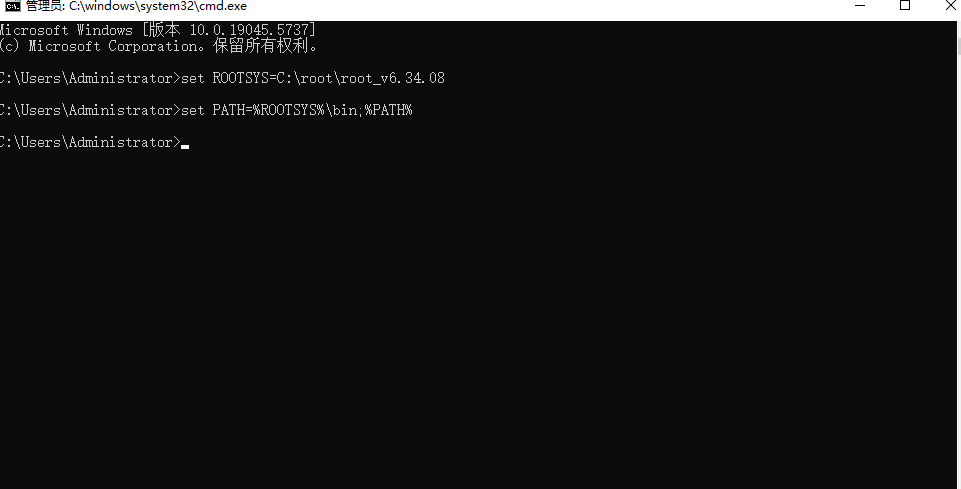 管理员: C:\windows\system32\cmd.exe
Microsoft Windows [版本 10.0.19045.5737]
(c) Microsoft Corporation。保留所有权利。
C:\Users\Administrator>set ROOTSYS=C:\root\root_v6.34.08
C:\Users\Administrator>set PATH=%ROOTSYS%\bin;%PATH%
C:\Users\Administrator>